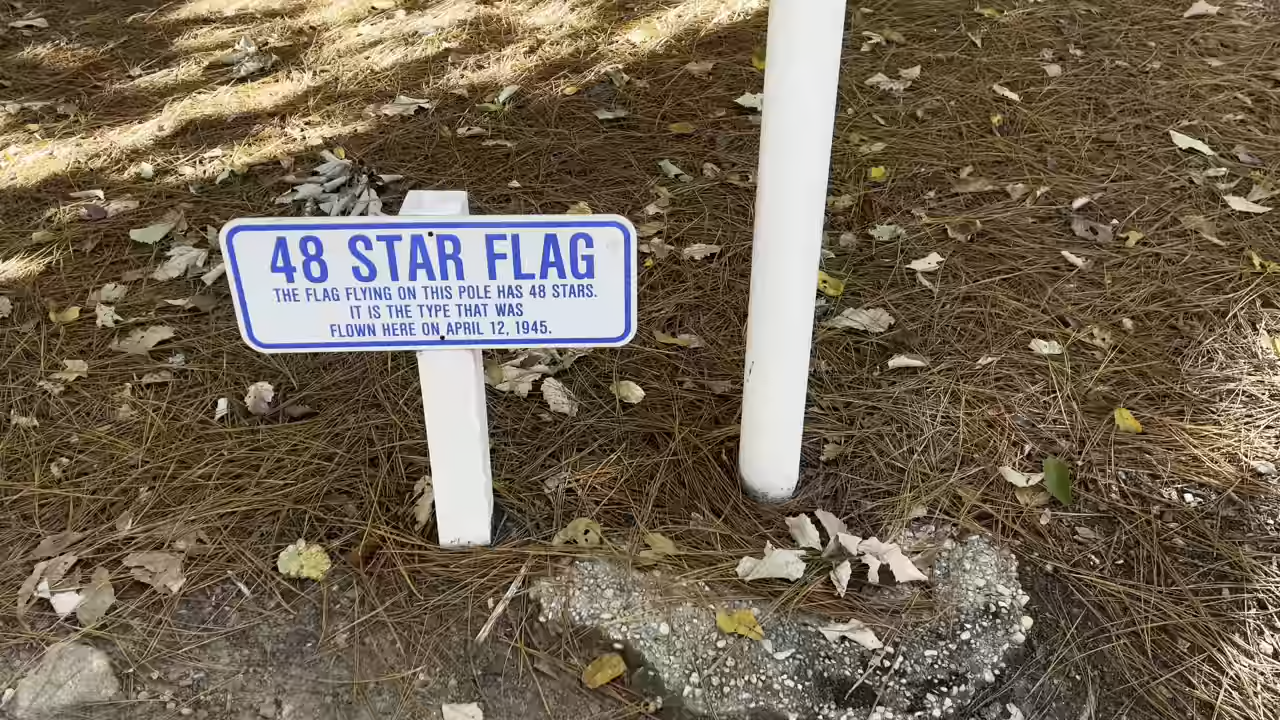 48 STAR FLAG
THE FLAG FLYING ON THIS POLE HAS 48 STARS.
IT IS THE TYPE THAT WAS
FLOWN HERE ON APRIL 12, 1945.